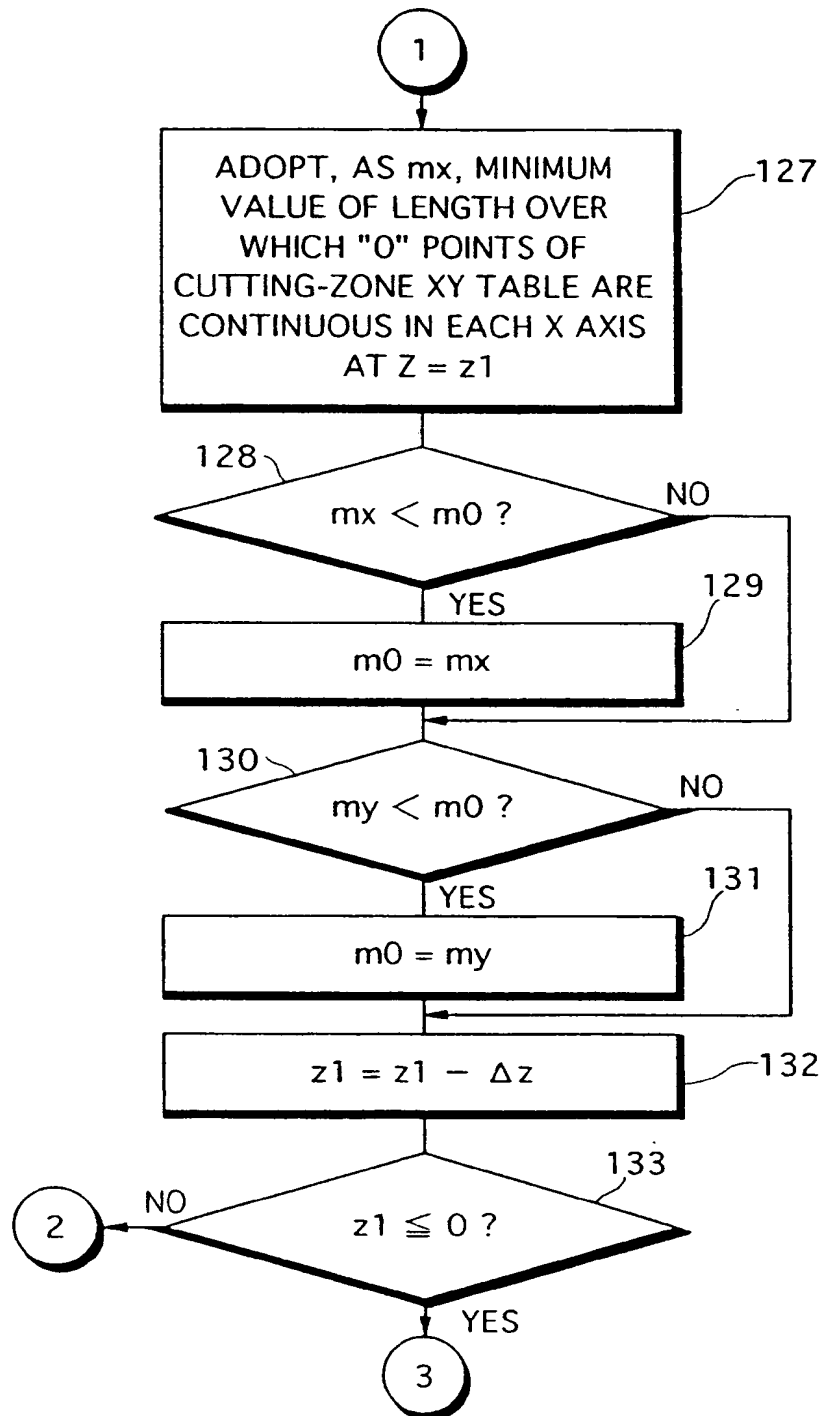 1
ADOPT, AS mx, MINIMUM
VALUE OF LENGTH OVER
WHICH "0" POINTS OF
CUTTING-ZONE XY TABLE ARE
CONTINUOUS IN EACH X AXIS
AT Z = z1
127
128
mx < m0 ?
NO
YES
129
m0 = mx
130
my < m0 ?
NO
YES
131
m0 = my
z1 = z1 - Δz
132
133
z1 ≦ 0 ?
NO
2
YES
3